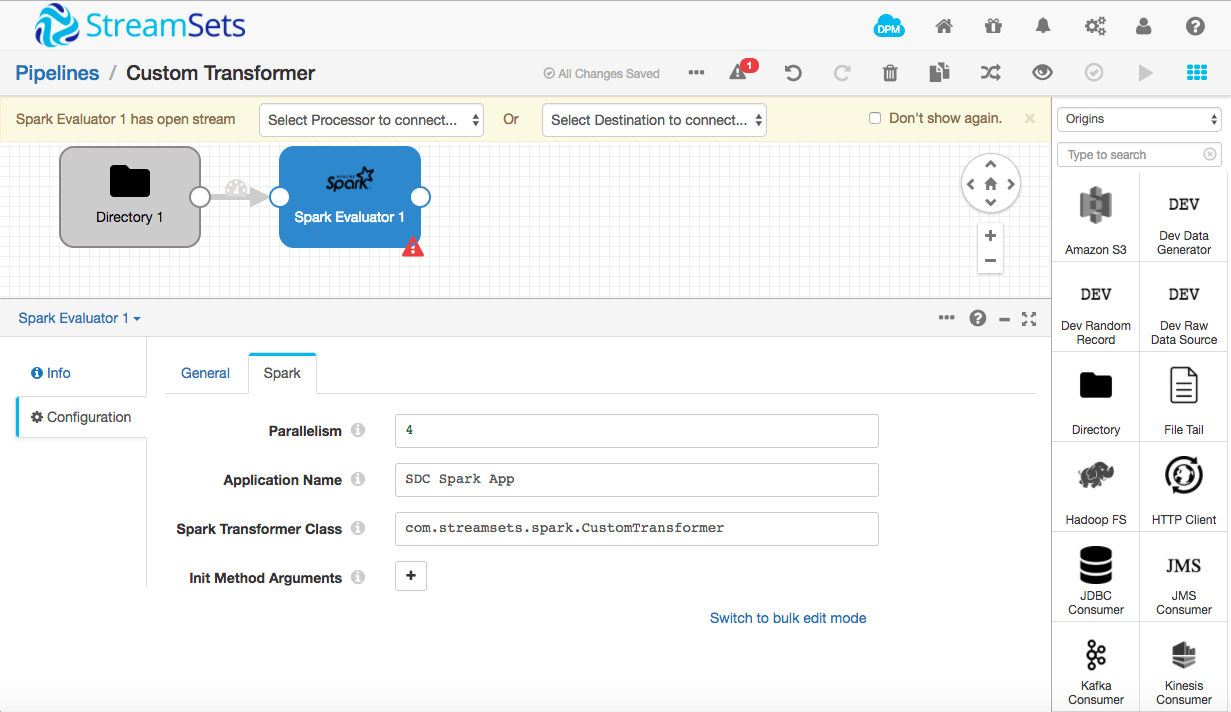 StreamSets
DPM
Pipelines / Custom Transformer
All Changes Saved
1
Spark Evaluator 1 has open stream
Select Processor to connect...
Or
Select Destination to connect...
Don't show again.
Origins
Type to search
Directory 1
APACHE
Spark
Spark Evaluator 1
Spark Evaluator 1
Info
Configuration
General
Spark
Parallelism
4
Application Name
SDC Spark App
Spark Transformer Class
com.streamsets.spark.CustomTransformer
Init Method Arguments
+
Switch to bulk edit mode
Amazon S3
DEV
Dev Data
Generator
DEV
Dev Random
Record
DEV
Dev Raw
Data Source
Directory
File Tail
Hadoop FS
HTTP Client
JDBC
Consumer
JMS
JMS
Consumer
Kafka
Consumer
Kinesis
Consumer